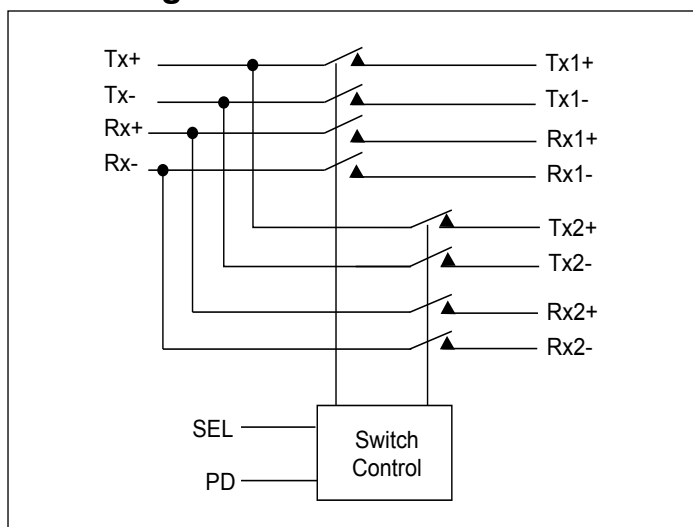 Tx+
Tx-
Rx+
Rx-
Tx1+
Tx1-
Rx1+
Rx1-
Tx2+
Tx2-
Rx2+
Rx2-
SEL
PD
Switch
Control